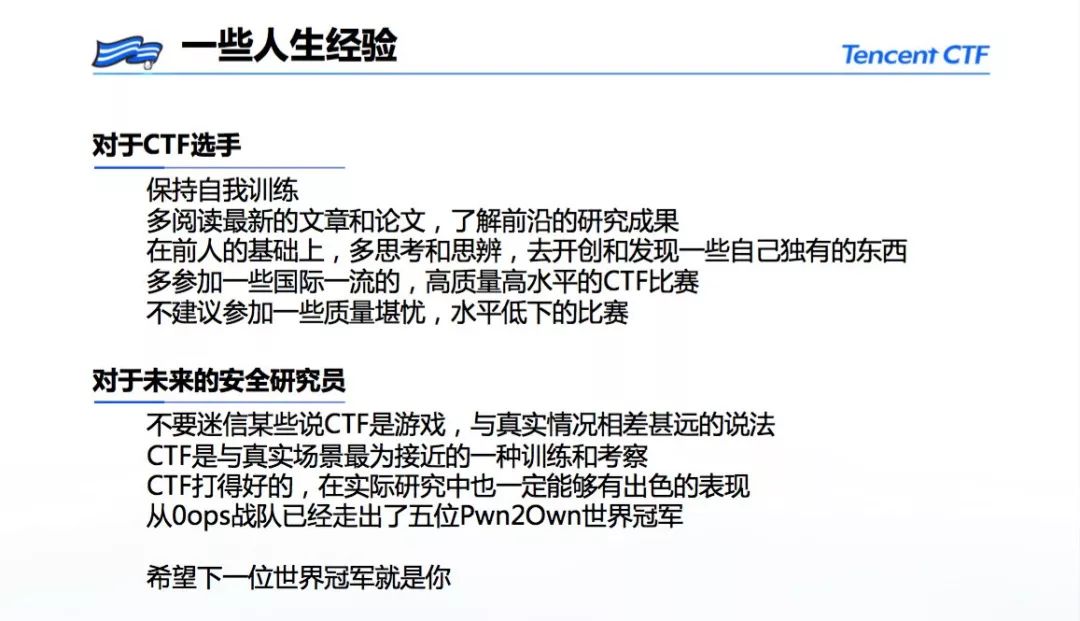 一些人生经验
Tencent CTF
对于CTF选手
保持自我训练
多阅读最新的文章和论文，了解前沿的研究成果
在前人的基础上，多思考和思辨，去开创和发现一些自己独有的东西
多参加一些国际一流的，高质量高水平的CTF比赛
不建议参加一些质量堪忧，水平低下的比赛
对于未来的安全研究员
不要迷信某些说CTF是游戏，与真实情况相差甚远的说法
CTF是与真实场景最为接近的一种训练和考察
CTF打得好的，在实际研究中也一定能够有出色的表现
从0ops战队已经走出了五位Pwn2Own世界冠军
希望下一位世界冠军就是你